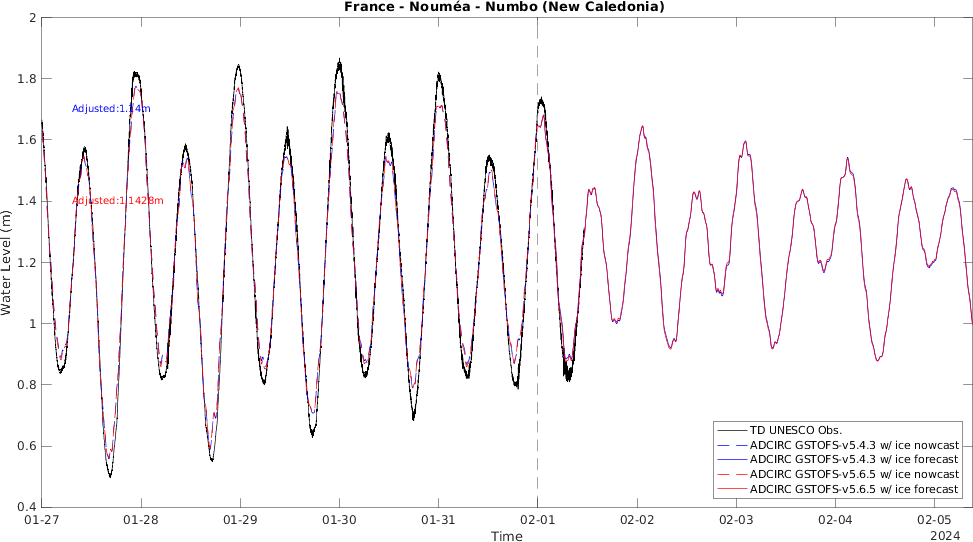 France - Nouméa - Numbo (New Caledonia)
2
1.8
1.6
1.4
1.2
1
0.8
0.6
0.4
Water Level (m)
Adjusted:1.14m
Adjusted:1.1428m
TD UNESCO Obs.
ADCIRC GSTOFS-v5.4.3 w/ ice nowcast
ADCIRC GSTOFS-v5.4.3 w/ ice forecast
ADCIRC GSTOFS-v5.6.5 w/ ice nowcast
ADCIRC GSTOFS-v5.6.5 w/ ice forecast
01-27 01-28 01-29 01-30 01-31 02-01 02-02 02-03 02-04 02-05
Time 2024